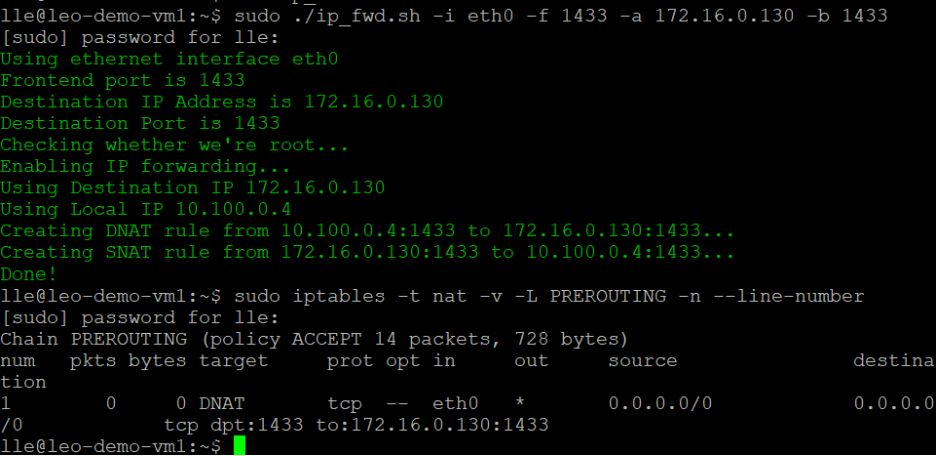 lle@leo-demo-vm1:~$ sudo ./ip_fwd.sh -i eth0 -f 1433 -a 172.16.0.130 -b 1433
[sudo] password for lle:
Using ethernet interface eth0
Frontend port is 1433
Destination IP Address is 172.16.0.130
Destination Port is 1433
Checking whether we're root...
Enabling IP forwarding...
Using Destination IP 172.16.0.130
Using Local IP 10.100.0.4
Creating DNAT rule from 10.100.0.4:1433 to 172.16.0.130:1433...
Creating SNAT rule from 172.16.0.130:1433 to 10.100.0.4:1433...
Done!
lle@leo-demo-vm1:~$ sudo iptables -t nat -v -L PREROUTING -n --line-number
[sudo] password for lle:
Chain PREROUTING (policy ACCEPT 14 packets, 728 bytes)
num   pkts bytes target     prot opt in     out     source               destina
tion
1        0     0 DNAT       tcp  --  eth0   *       0.0.0.0/0            0.0.0.0
/0            tcp dpt:1433 to:172.16.0.130:1433
lle@leo-demo-vm1:~$